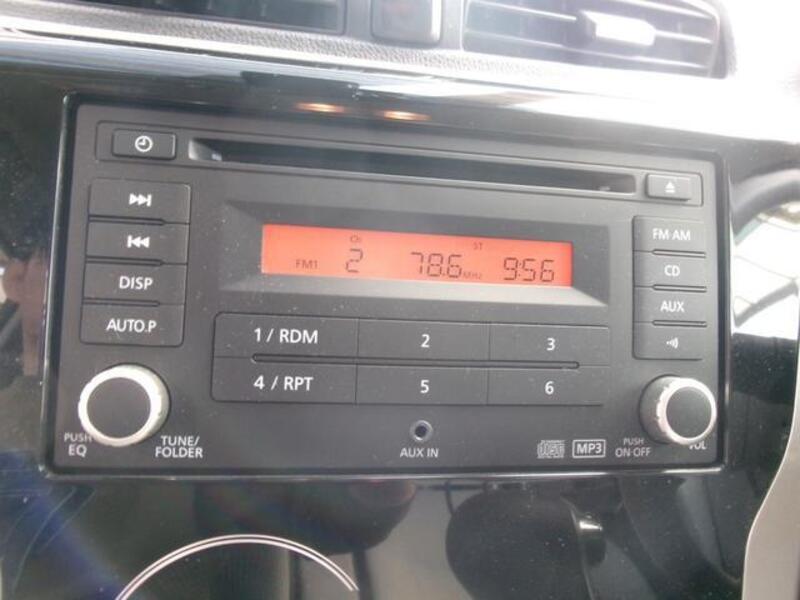 FM AM
CH ST
FM1 2 78.6 MHz 9:56
CD
DISP
AUX
AUTO.P
1 / RDM 2 3
4 / RPT 5 6
PUSH EQ
TUNE/
FOLDER
AUX IN
MP3
PUSH
ON·OFF
VOL